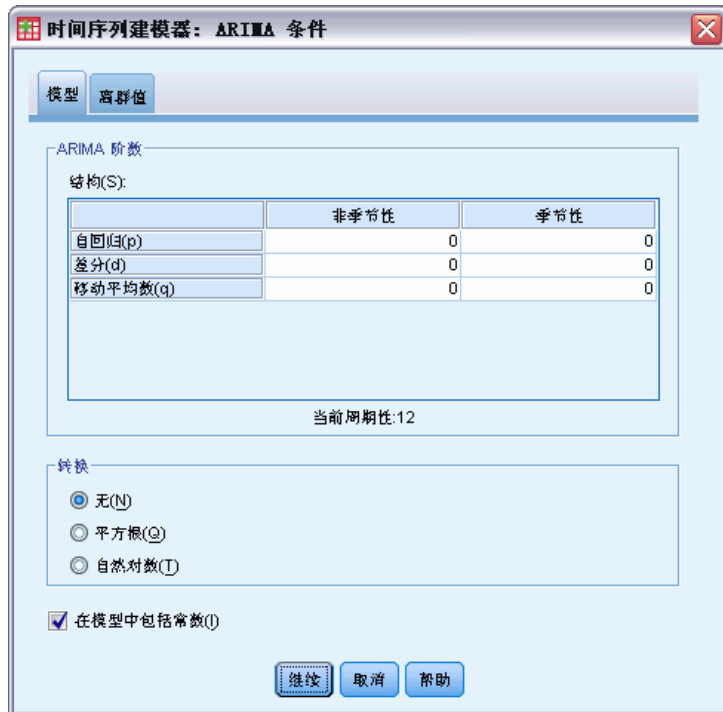 时间序列建模器: ARIMA 条件
模型 离群值
ARIMA 阶数
结构(S):
非季节性 季节性
自回归(p) 0 0
差分(d) 0 0
移动平均数(q) 0 0
当前周期性:12
转换
无(N)
平方根(Q)
自然对数(T)
在模型中包括常数(I)
继续 取消 帮助